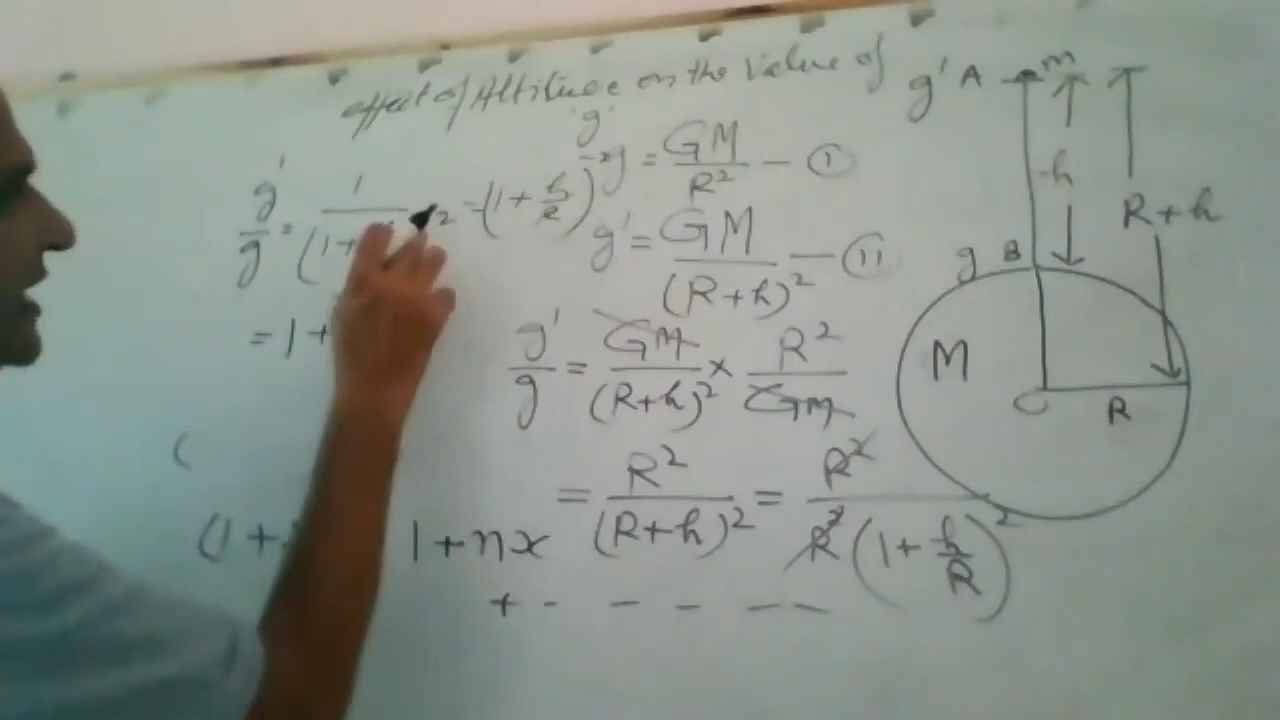 effect of Altitude on the value of
'g'
g = GM/R² - (I)
g' = GM/(R+h)² - (II)
g'/g = GM/(R+h)² × R²/GM
= R²/(R+h)² = R²/R²(1+h/R)²
g'/g = 1/(1+ 2 = (1+h/R)⁻²
= 1+
(
(1+ 1+nx
+ - - - - -
g' A m
h
R+h
g B
M
C R